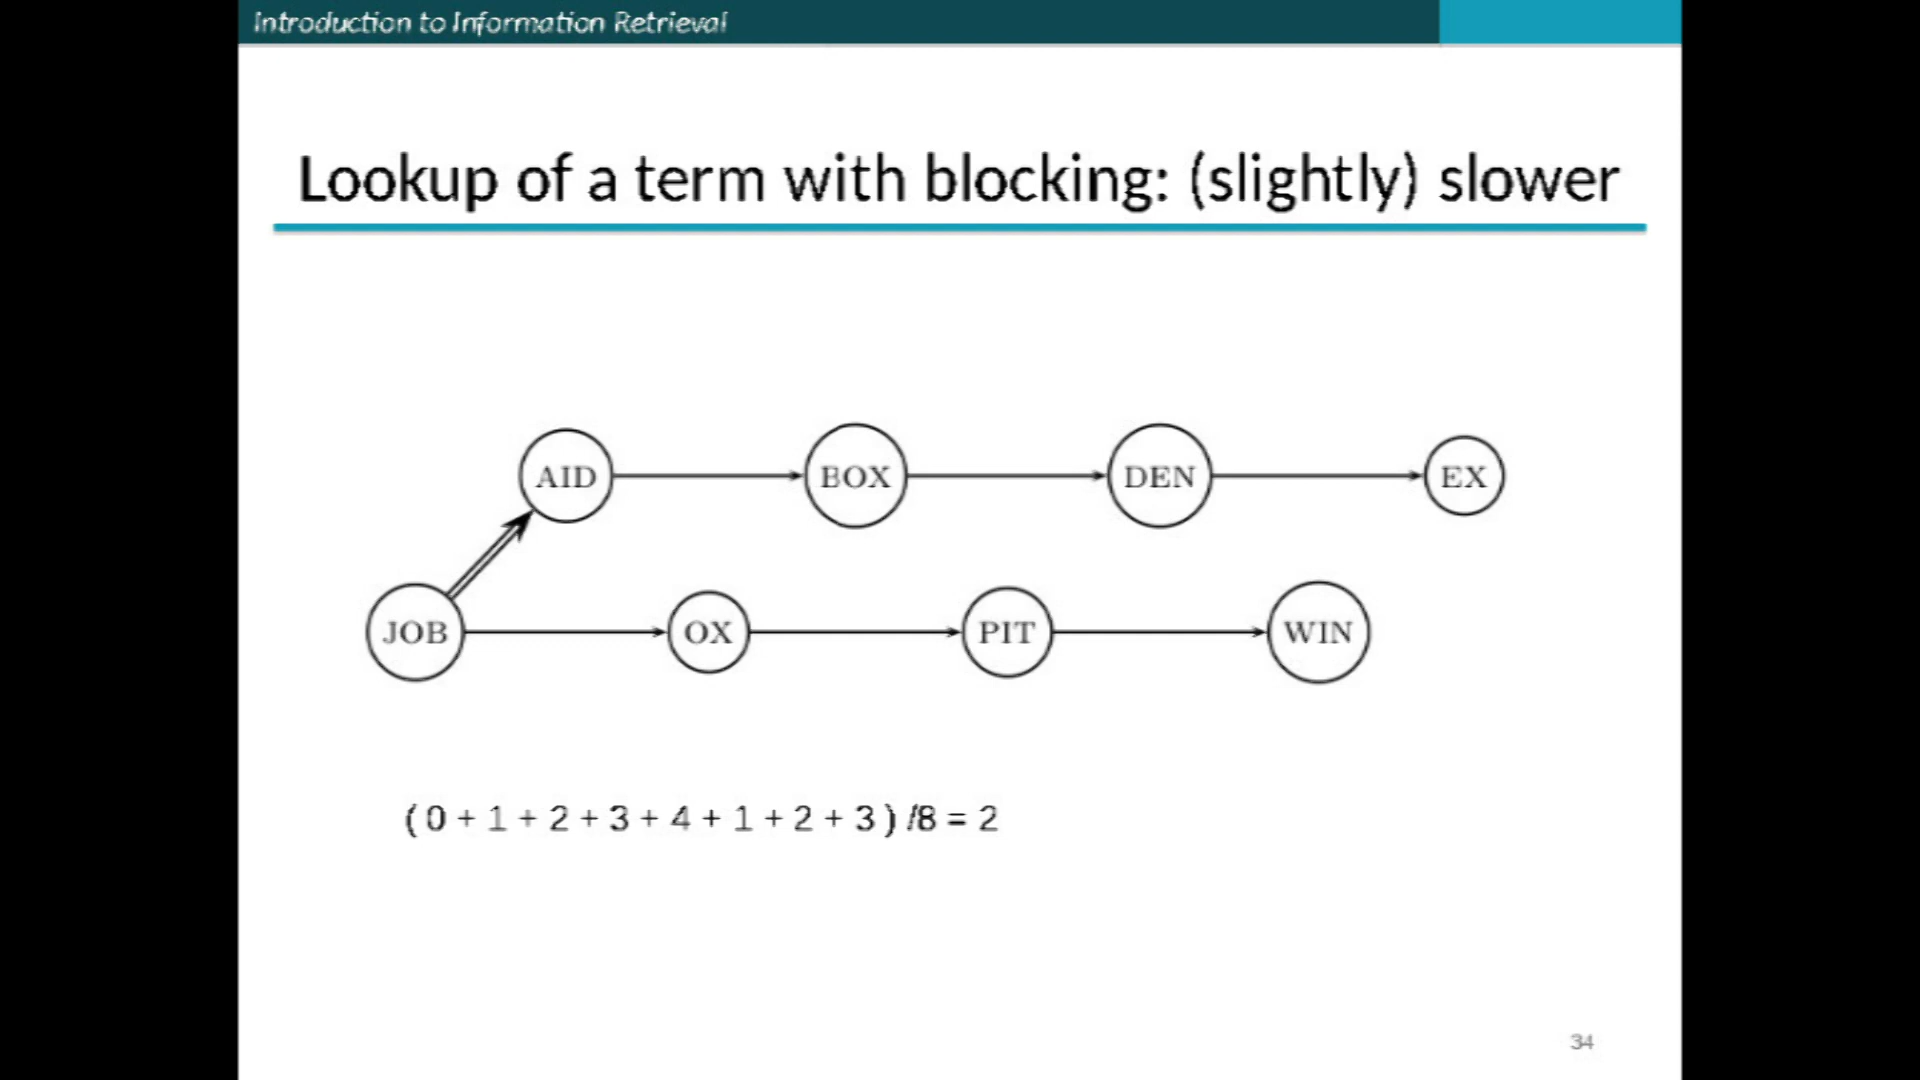 Introduction to Information Retrieval
Lookup of a term with blocking: (slightly) slower
AID BOX DEN EX
JOB OX PIT WIN
( 0 + 1 + 2 + 3 + 4 + 1 + 2 + 3 ) /8 = 2
34